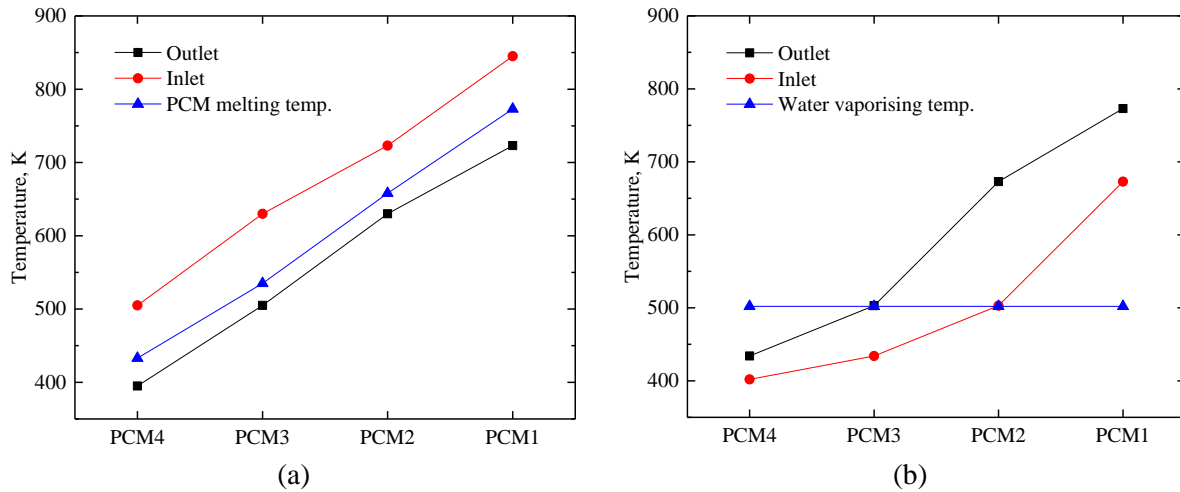 900
800
700
600
500
400
Temperature, K
Outlet
Inlet
PCM melting temp.
PCM4
PCM3
PCM2
PCM1
(a)
900
800
700
600
500
400
Temperature, K
Outlet
Inlet
Water vaporising temp.
PCM4
PCM3
PCM2
PCM1
(b)